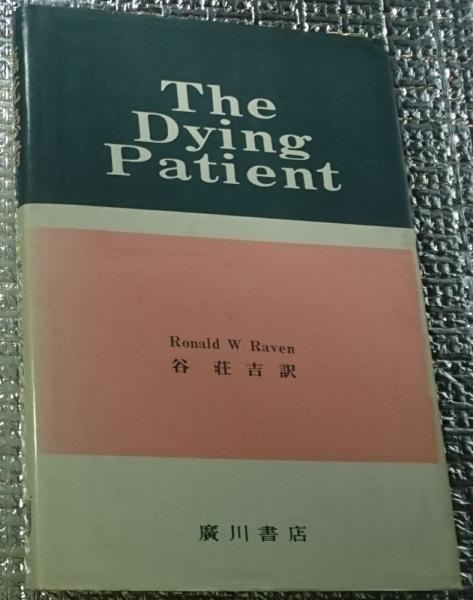 The
Dying
Patient
Ronald W Raven
谷 荘吉 訳
廣川書店